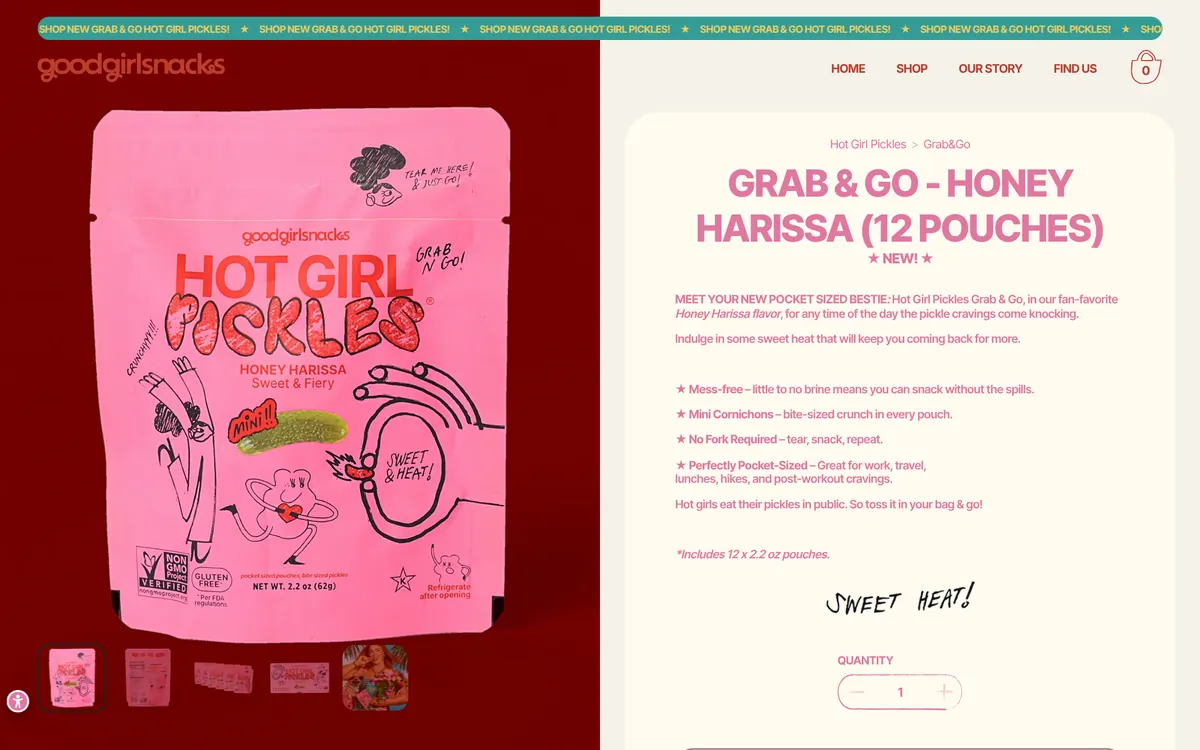 SHOP NEW GRAB & GO HOT GIRL PICKLES! ★ SHOP NEW GRAB & GO HOT GIRL PICKLES! ★ SHOP NEW GRAB & GO HOT GIRL PICKLES! ★ SHOP NEW GRAB & GO HOT GIRL PICKLES! ★ SHOP NEW GRAB & GO HOT GIRL PICKLES! ★ SHO
goodgirlsnacks
HOME SHOP OUR STORY FIND US 0
TEAR ME HERE!
& JUST GO!
goodgirlsnacks
GRAB
N GO!
HOT GIRL
PICKLES®
CRUNCHYYY!!!
HONEY HARISSA
Sweet & Fiery
MINI!!
SWEET
& HEAT!
NON
GMO
Project
VERIFIED
nongmoproject.org
GLUTEN
FREE*
*Per FDA
regulations
pocket sized pouches, bite sized pickles
NET WT. 2.2 oz (62g)
K
Refrigerate
after opening
Hot Girl Pickles > Grab&Go
GRAB & GO - HONEY
HARISSA (12 POUCHES)
★ NEW! ★
MEET YOUR NEW POCKET SIZED BESTIE: Hot Girl Pickles Grab & Go, in our fan-favorite
Honey Harissa flavor, for any time of the day the pickle cravings come knocking.
Indulge in some sweet heat that will keep you coming back for more.
★ Mess-free – little to no brine means you can snack without the spills.
★ Mini Cornichons – bite-sized crunch in every pouch.
★ No Fork Required – tear, snack, repeat.
★ Perfectly Pocket-Sized – Great for work, travel,
lunches, hikes, and post-workout cravings.
Hot girls eat their pickles in public. So toss it in your bag & go!
*Includes 12 x 2.2 oz pouches.
SWEET HEAT!
QUANTITY
— 1 +